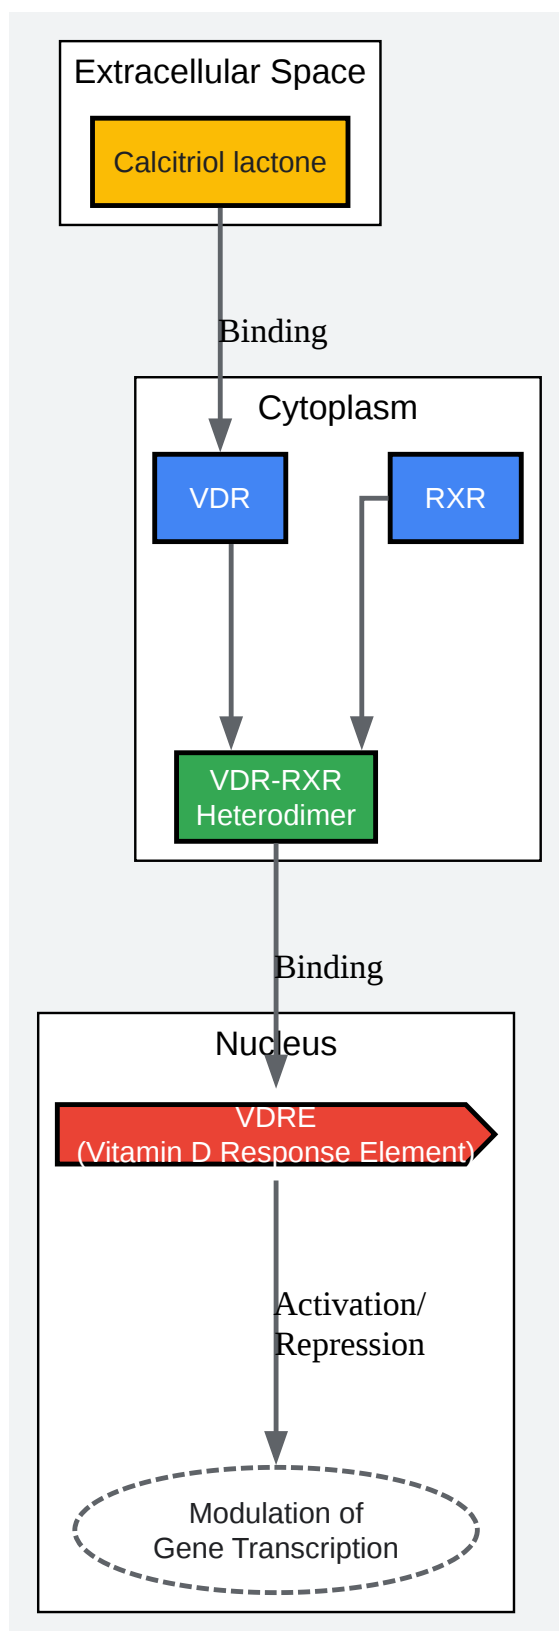 Extracellular Space
Calcitriol lactone
Binding
Cytoplasm
VDR
RXR
VDR-RXR
Heterodimer
Binding
Nucleus
VDRE
(Vitamin D Response Element)
Activation/
Repression
Modulation of
Gene Transcription